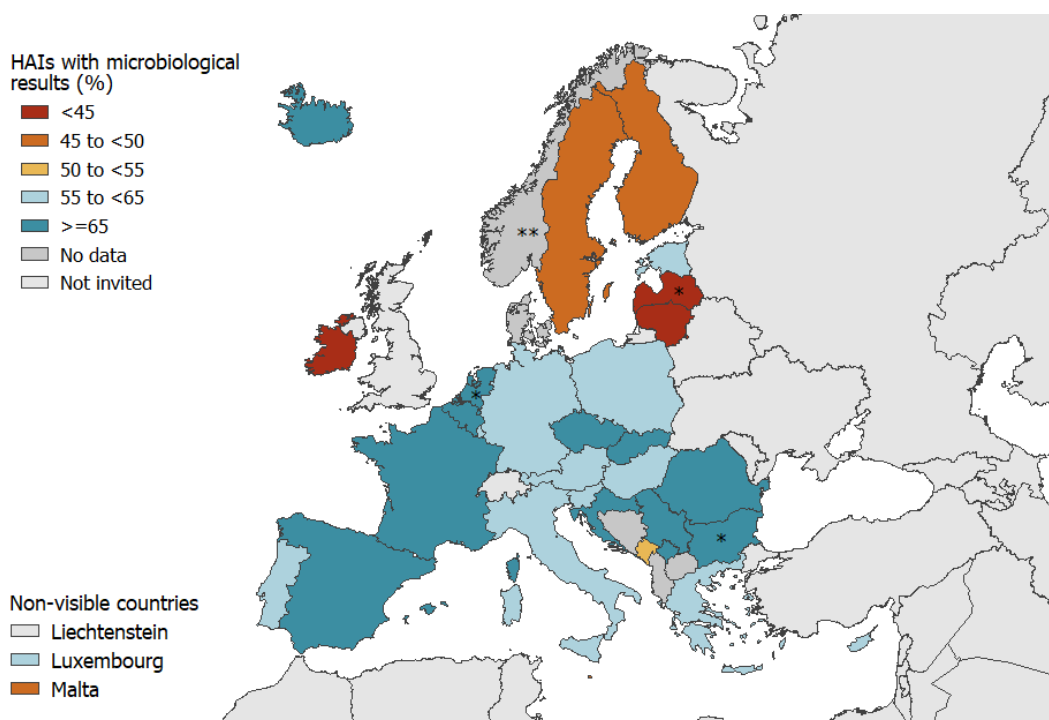 HAIs with microbiological
results (%)
<45
45 to <50
50 to <55
55 to <65
>=65
No data
Not invited
**
*
*
*
Non-visible countries
Liechtenstein
Luxembourg
Malta